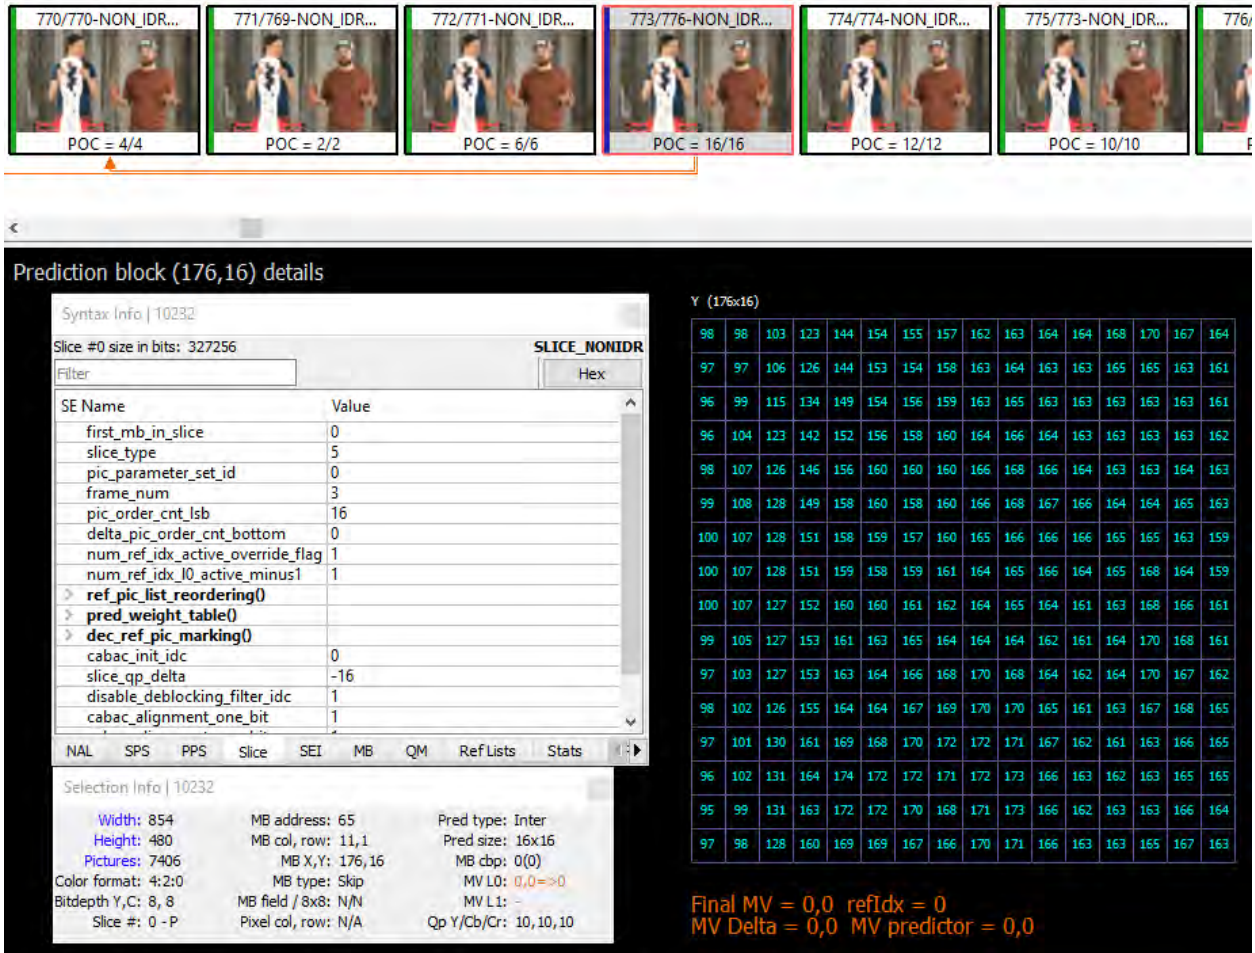 770/770-NON_IDR... 771/769-NON_IDR... 772/771-NON_IDR... 773/776-NON_IDR... 774/774-NON_IDR... 775/773-NON_IDR... 776/
POC = 4/4 POC = 2/2 POC = 6/6 POC = 16/16 POC = 12/12 POC = 10/10
Prediction block (176,16) details
Syntax Info | 10232
Slice #0 size in bits: 327256 SLICE_NONIDR
Filter Hex
SE Name Value
first_mb_in_slice 0
slice_type 5
pic_parameter_set_id 0
frame_num 3
pic_order_cnt_lsb 16
delta_pic_order_cnt_bottom 0
num_ref_idx_active_override_flag 1
num_ref_idx_l0_active_minus1 1
ref_pic_list_reordering()
pred_weight_table()
dec_ref_pic_marking()
cabac_init_idc 0
slice_qp_delta -16
disable_deblocking_filter_idc 1
cabac_alignment_one_bit 1
NAL SPS PPS Slice SEI MB QM Ref Lists Stats
Selection Info | 10232
Width: 854 MB address: 65 Pred type: Inter
Height: 480 MB col, row: 11,1 Pred size: 16x16
Pictures: 7406 MB X,Y: 176,16 MB cbp: 0(0)
Color format: 4:2:0 MB type: Skip MV L0: 0,0=>0
Bitdepth Y,C: 8, 8 MB field / 8x8: N/N MV L1: -
Slice #: 0 - P Pixel col, row: N/A Qp Y/Cb/Cr: 10,10,10
Y (176x16)
98 98 103 123 144 154 155 157 162 163 164 164 168 170 167 164
97 97 106 126 144 153 154 158 163 164 163 163 165 165 163 161
96 99 115 134 149 154 156 159 163 165 163 163 163 163 163 161
96 104 123 142 152 156 158 160 164 166 164 163 163 163 163 162
98 107 126 146 156 160 160 160 166 168 166 164 163 163 164 163
99 108 128 149 158 160 158 160 166 168 167 166 164 164 165 163
100 107 128 151 158 159 157 160 165 166 166 166 165 165 163 159
100 107 128 151 159 158 159 161 164 165 166 164 165 168 164 159
100 107 127 152 160 160 161 162 164 165 164 161 163 168 166 161
99 105 127 153 161 163 165 164 164 164 162 161 164 170 168 161
97 103 127 153 163 164 166 168 170 168 164 162 164 170 167 162
98 102 126 155 164 164 167 169 170 170 165 161 163 167 168 165
97 101 130 161 169 168 170 172 172 171 167 162 161 163 166 165
96 102 131 164 174 172 172 171 172 173 166 163 162 163 165 165
95 99 131 163 172 172 170 168 171 173 166 162 163 163 166 164
97 98 128 160 169 169 167 166 170 171 166 163 163 165 167 163
Final MV = 0,0 refIdx = 0
MV Delta = 0,0 MV predictor = 0,0